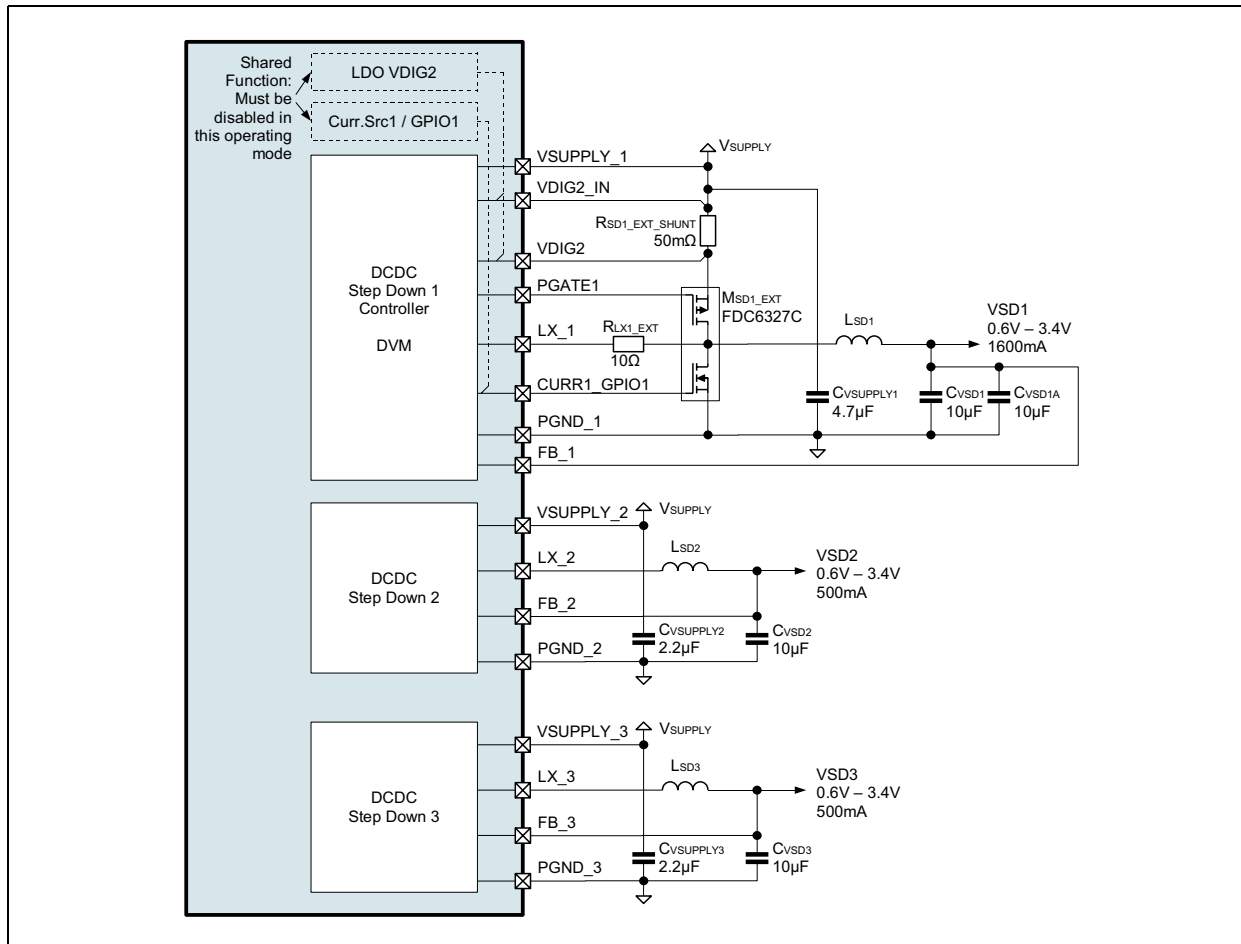 Shared
Function:
Must be
disabled in
this operating
mode
LDO VDIG2
Curr.Src1 / GPIO1
DCDC
Step Down 1
Controller
DVM
VSUPPLY_1
VDIG2_IN
VDIG2
PGATE1
LX_1
CURR1_GPIO1
PGND_1
FB_1
VSUPPLY
RSD1_EXT_SHUNT
50mΩ
MSD1_EXT
FDC6327C
RLX1_EXT
10Ω
LSD1
VSD1
0.6V – 3.4V
1600mA
CVSUPPLY1
4.7µF
CVSD1
10µF
CVSD1A
10µF
DCDC
Step Down 2
VSUPPLY_2
LX_2
FB_2
PGND_2
VSUPPLY
LSD2
VSD2
0.6V – 3.4V
500mA
CVSUPPLY2
2.2µF
CVSD2
10µF
DCDC
Step Down 3
VSUPPLY_3
LX_3
FB_3
PGND_3
VSUPPLY
LSD3
VSD3
0.6V – 3.4V
500mA
CVSUPPLY3
2.2µF
CVSD3
10µF